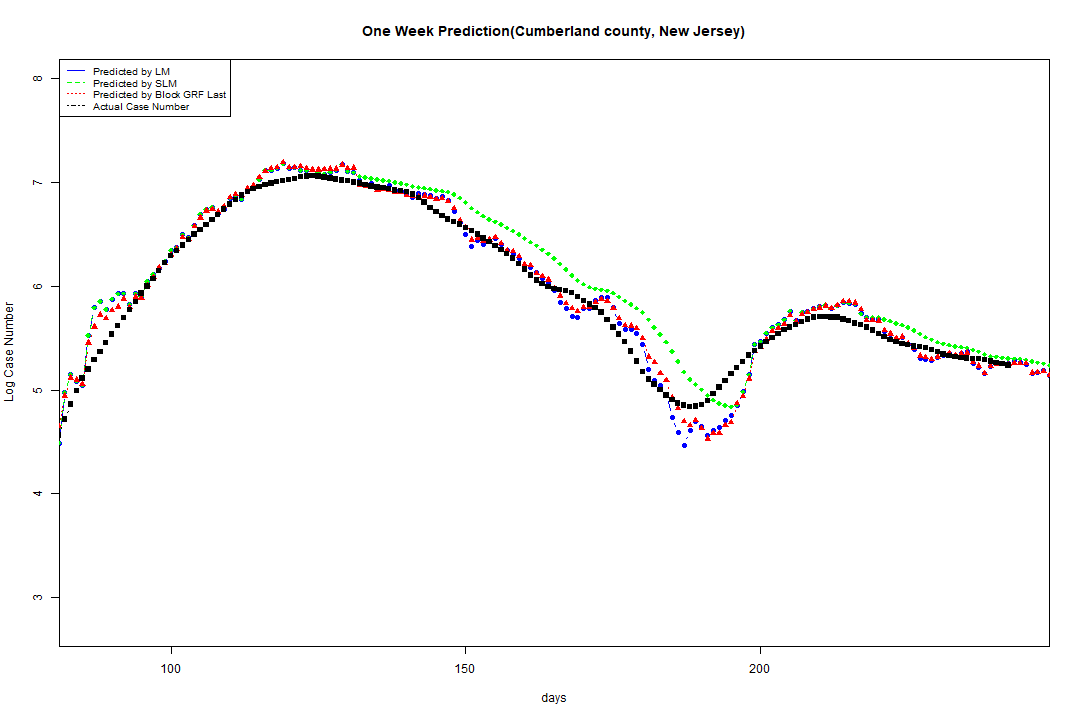 One Week Prediction(Cumberland county, New Jersey)
Predicted by LM
Predicted by SLM
Predicted by Block GRF Last
Actual Case Number
8
7
6
5
4
3
Log Case Number
100 150 200
days